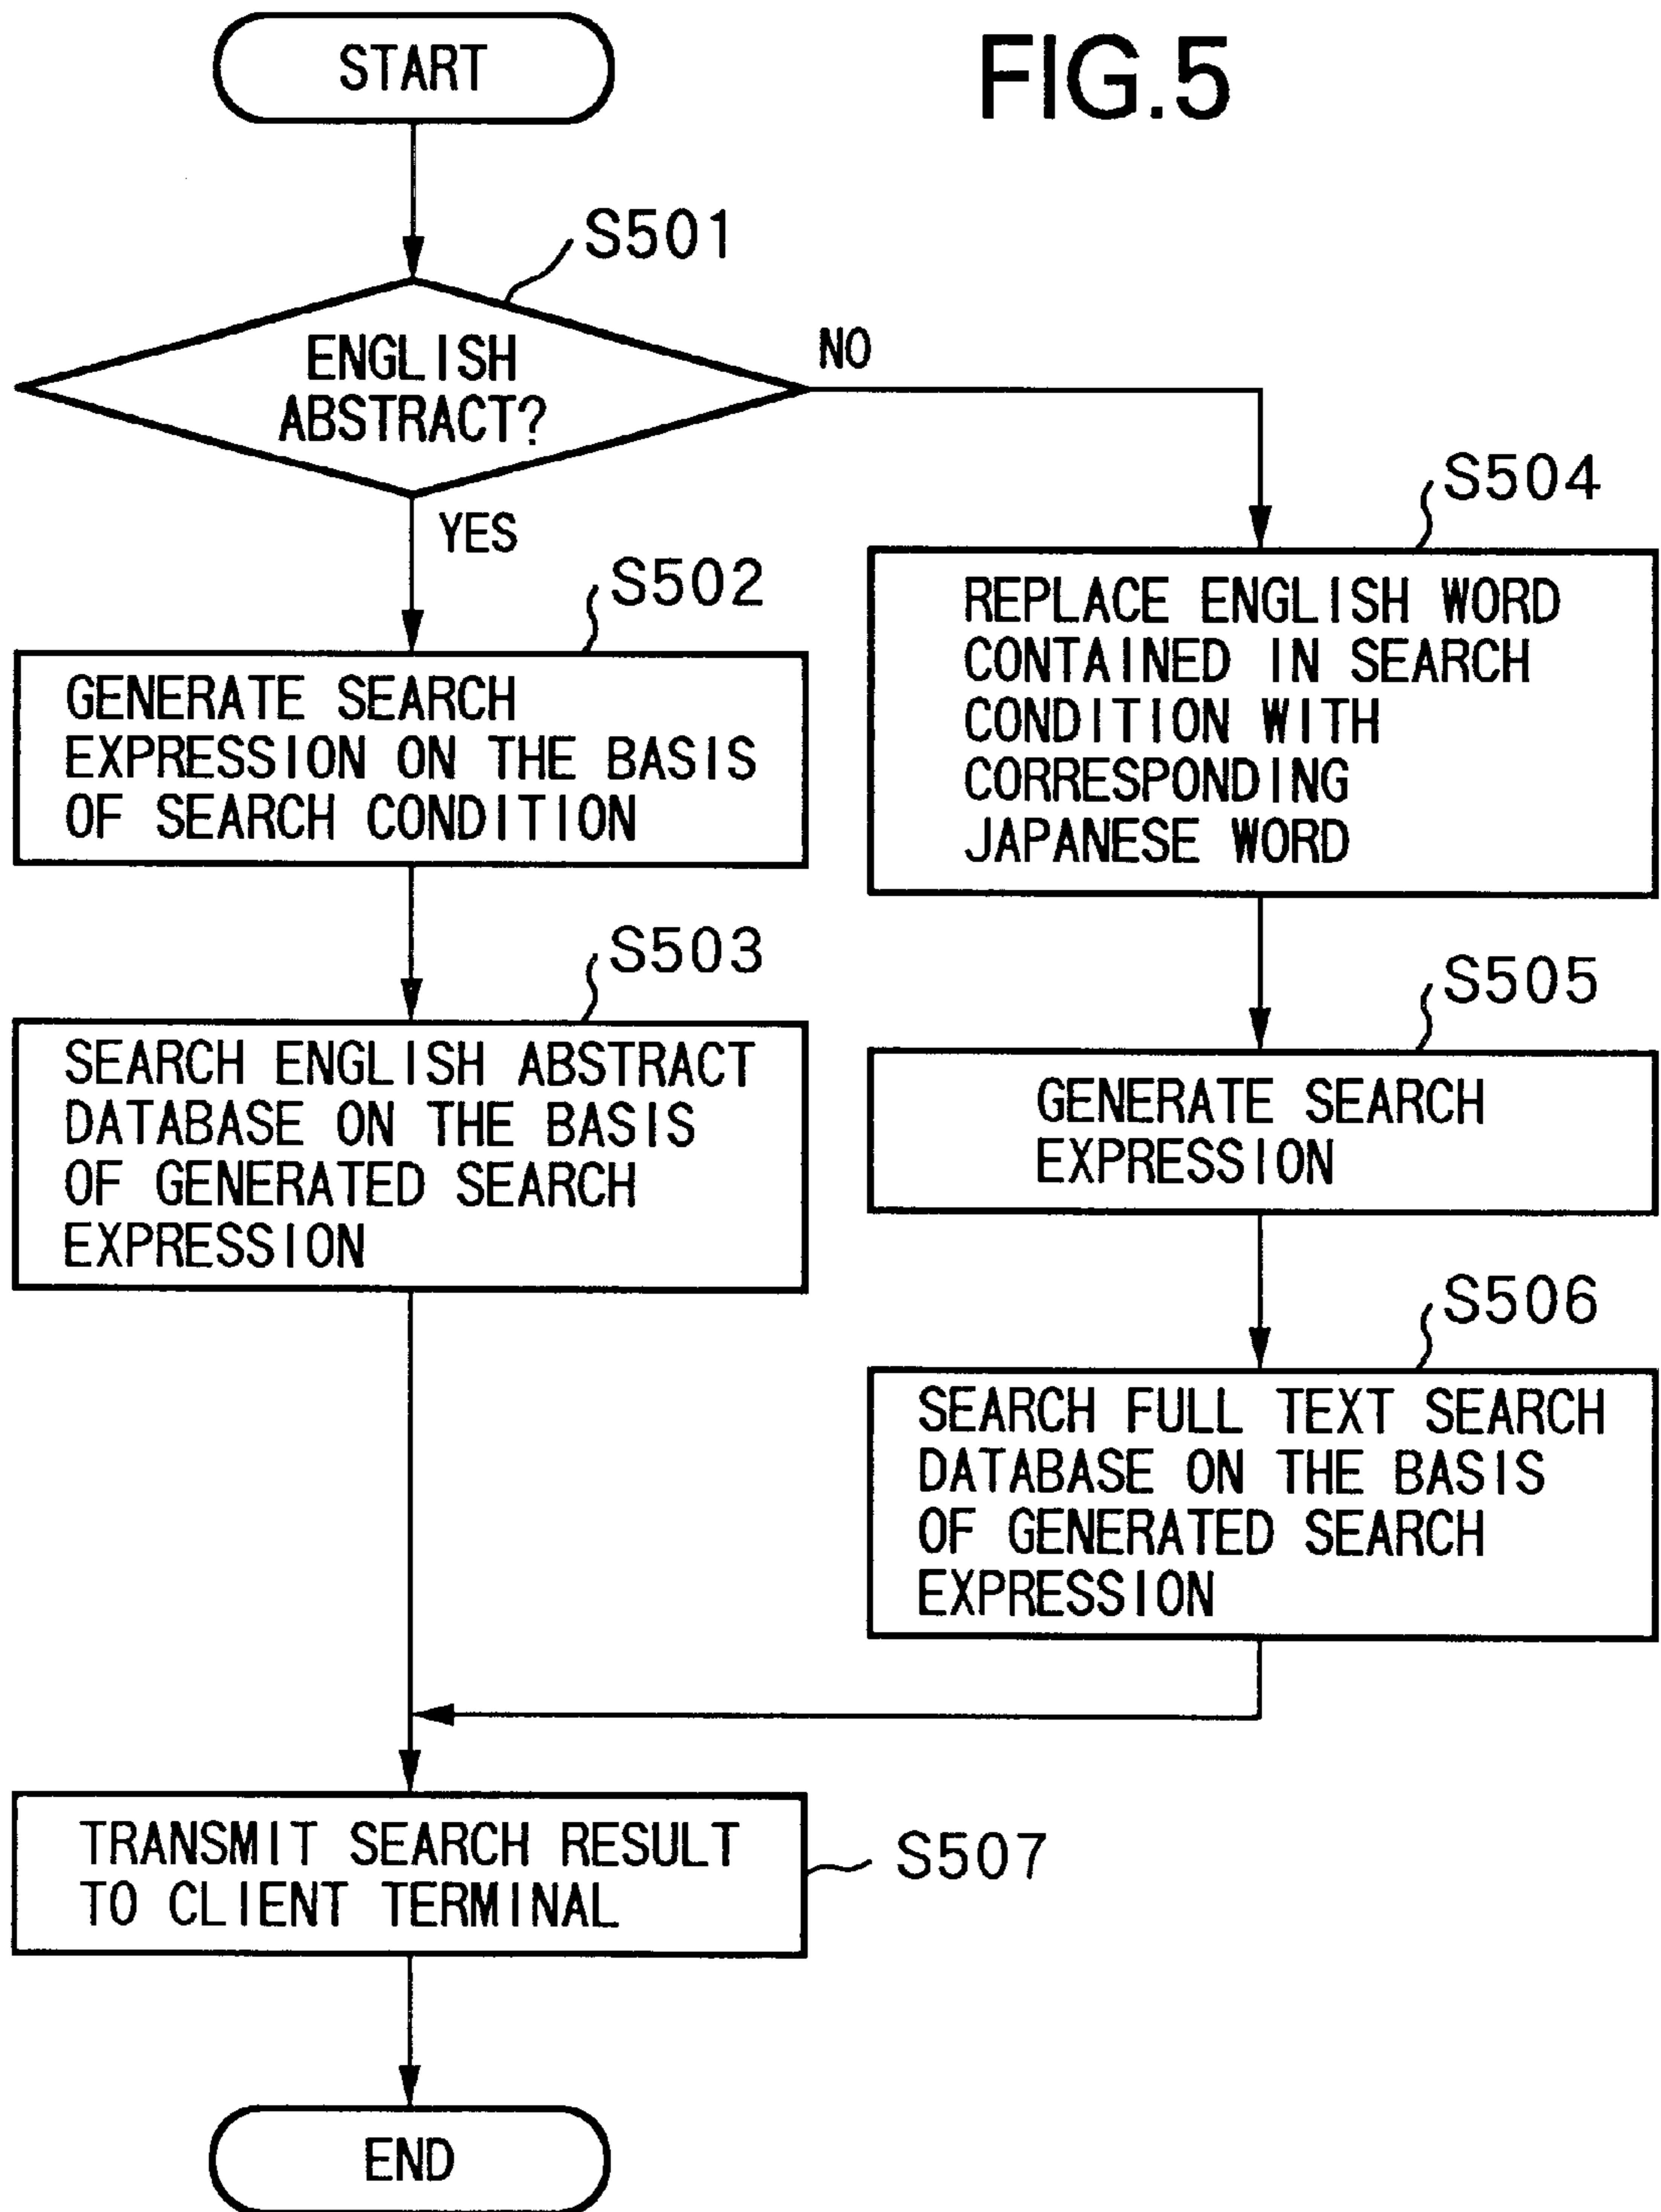 START
FIG.5
S501
ENGLISH
ABSTRACT?
NO
YES
S502
GENERATE SEARCH
EXPRESSION ON THE BASIS
OF SEARCH CONDITION
S503
SEARCH ENGLISH ABSTRACT
DATABASE ON THE BASIS
OF GENERATED SEARCH
EXPRESSION
S504
REPLACE ENGLISH WORD
CONTAINED IN SEARCH
CONDITION WITH
CORRESPONDING
JAPANESE WORD
S505
GENERATE SEARCH
EXPRESSION
S506
SEARCH FULL TEXT SEARCH
DATABASE ON THE BASIS
OF GENERATED SEARCH
EXPRESSION
TRANSMIT SEARCH RESULT
TO CLIENT TERMINAL
S507
END